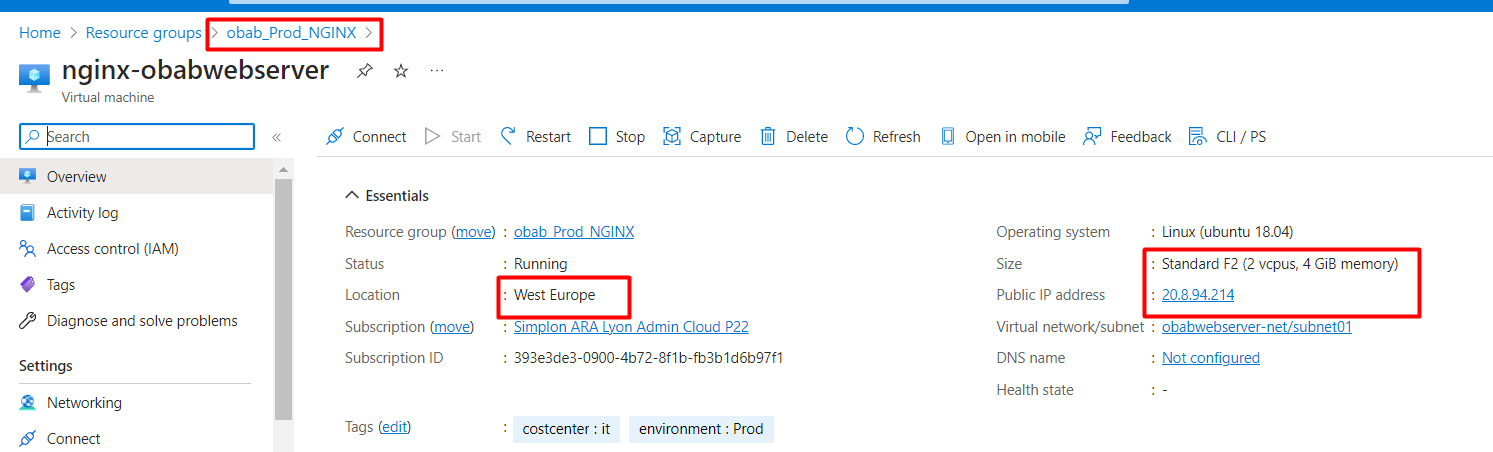 Home > Resource groups > obab_Prod_NGINX >
nginx-obabwebserver ...
Virtual machine
Search «
Connect Start Restart Stop Capture Delete Refresh Open in mobile Feedback CLI / PS
Overview
Activity log
Access control (IAM)
Tags
Diagnose and solve problems
Settings
Networking
Connect
Essentials
Resource group (move) : obab_Prod_NGINX
Status : Running
Location : West Europe
Subscription (move) : Simplon ARA Lyon Admin Cloud P22
Subscription ID : 393e3de3-0900-4b72-8f1b-fb3b1d6b97f1
Operating system : Linux (ubuntu 18.04)
Size : Standard F2 (2 vcpus, 4 GiB memory)
Public IP address : 20.8.94.214
Virtual network/subnet : obabwebserver-net/subnet01
DNS name : Not configured
Health state : -
Tags (edit) : costcenter : it environment : Prod